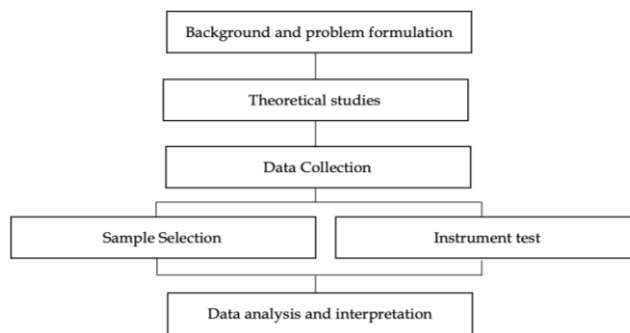 Background and problem formulation
Theoretical studies
Data Collection
Sample Selection
Instrument test
Data analysis and interpretation